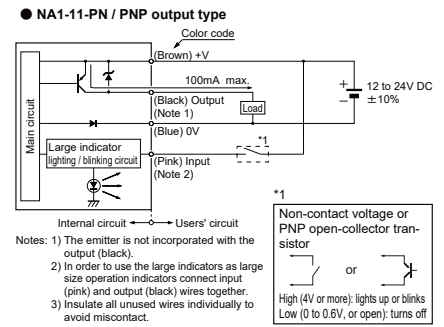 ● NA1-11-PN / PNP output type
Color code
(Brown) +V
100mA max.
(Black) Output
(Note 1)
Load
+
−
12 to 24V DC
±10%
(Blue) 0V
Main circuit
Large indicator
lighting / blinking circuit
*1
(Pink) Input
(Note 2)
Internal circuit
Users' circuit
Notes: 1) The emitter is not incorporated with the
output (black).
2) In order to use the large indicators as large
size operation indicators connect input
(pink) and output (black) wires together.
3) Insulate all unused wires individually to
avoid miscontact.
*1
Non-contact voltage or
PNP open-collector tran-
sistor
or
High (4V or more): lights up or blinks
Low (0 to 0.6V, or open): turns off